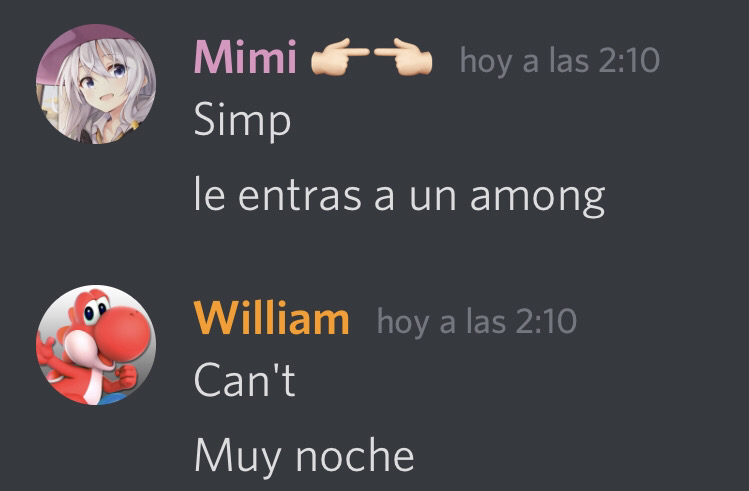 Mimi 👉🏻👈🏻 hoy a las 2:10
Simp
le entras a un among
William hoy a las 2:10
Can't
Muy noche